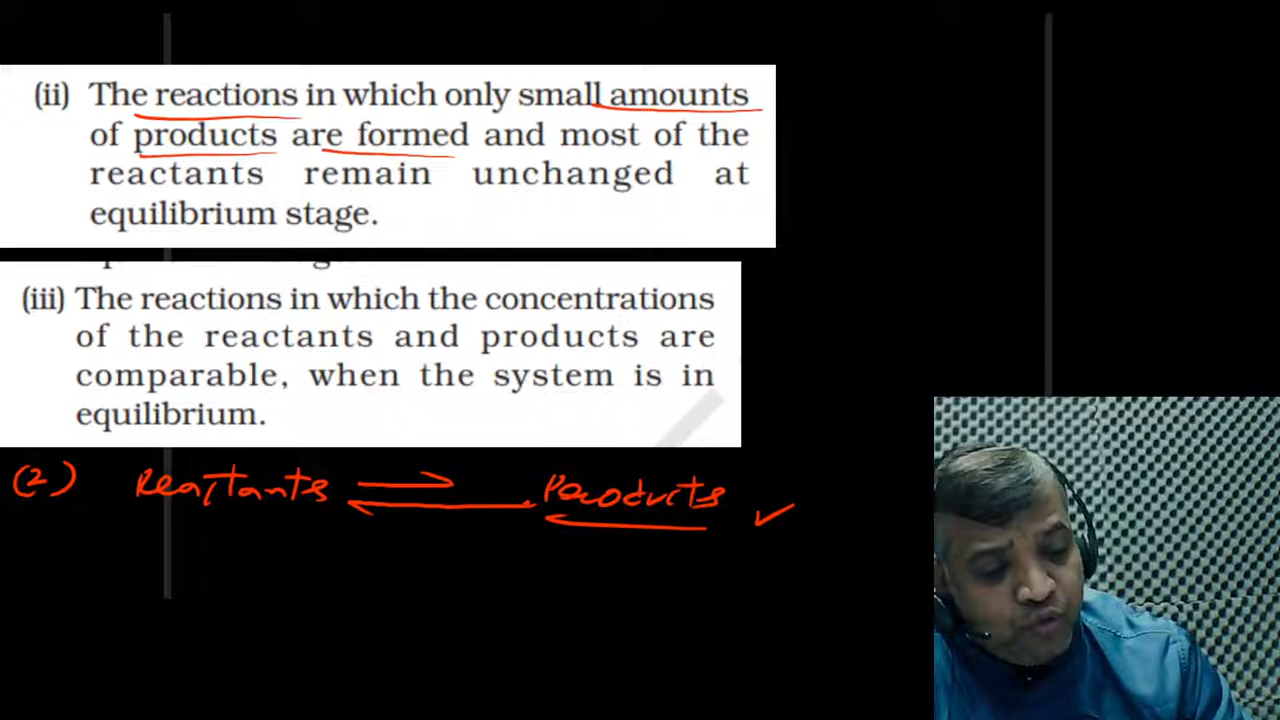 (ii) The reactions in which only small amounts
of products are formed and most of the
reactants remain unchanged at
equilibrium stage.
(iii) The reactions in which the concentrations
of the reactants and products are
comparable, when the system is in
equilibrium.
(2) Reactants ⇌ Products ✓